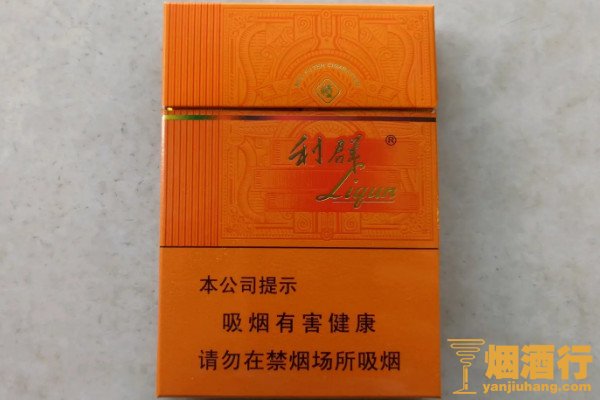 利群®
Liqun
本公司提示
吸烟有害健康
请勿在禁烟场所吸烟
烟酒行
yanjiuhang.com